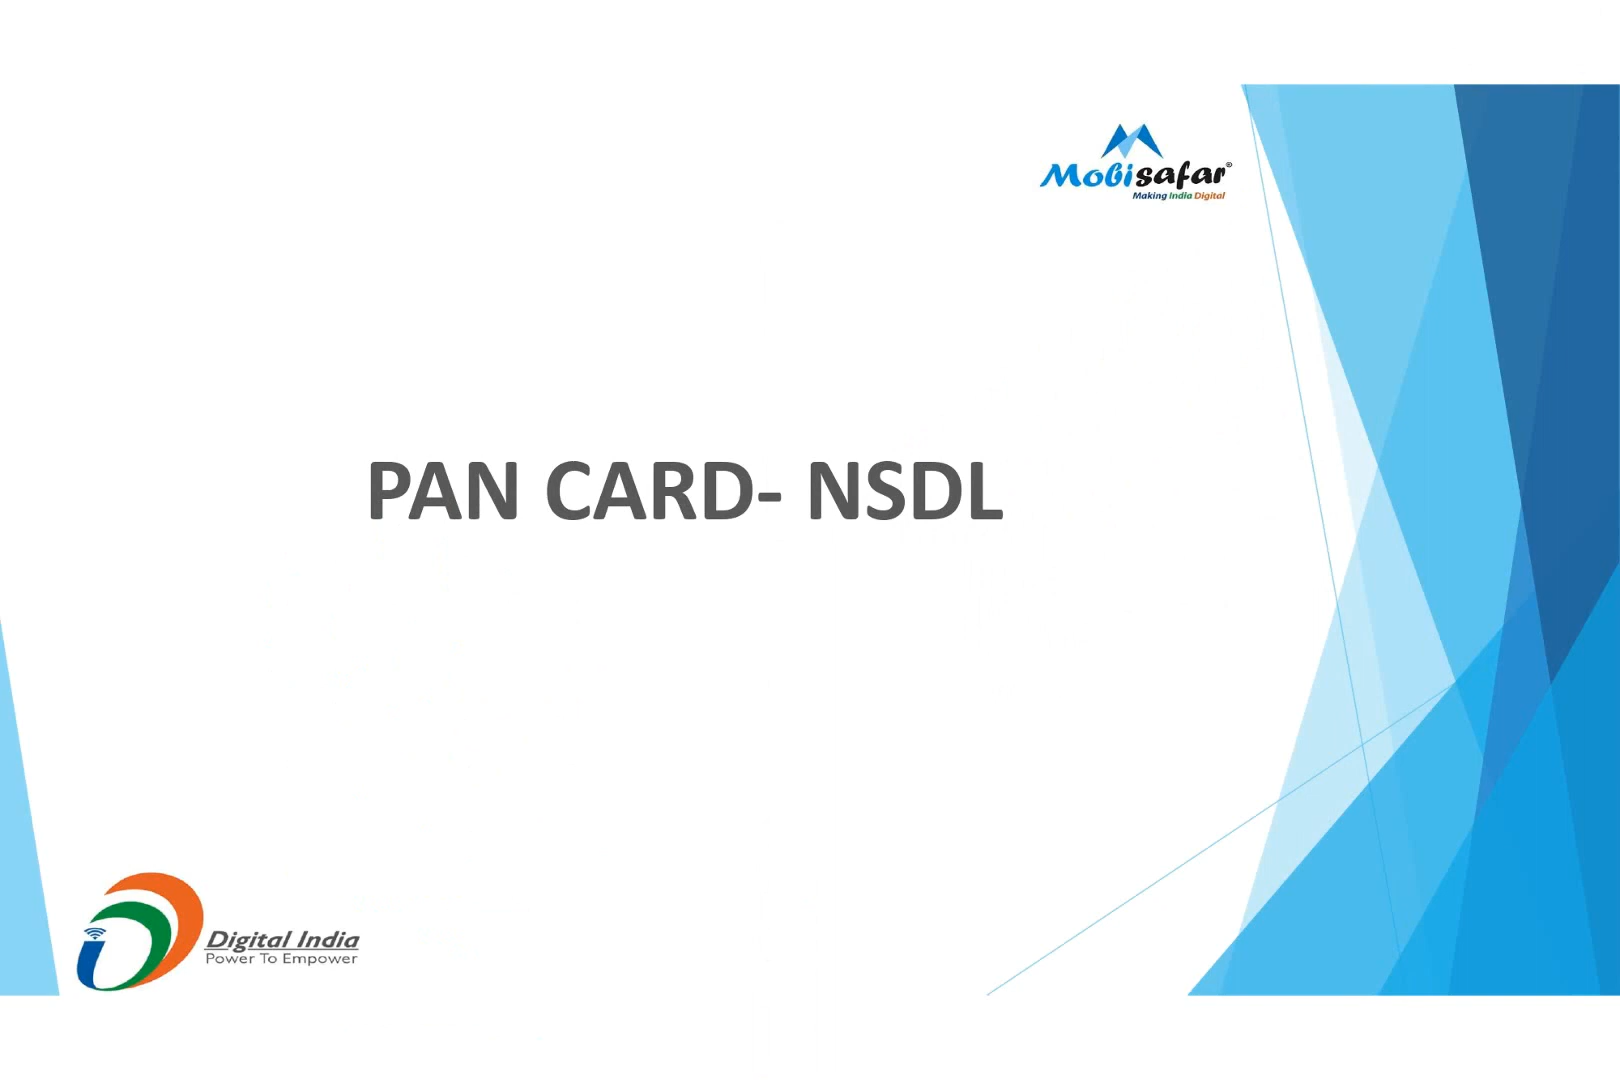 Mobisafar®
Making India Digital
PAN CARD- NSDL
Digital India
Power To Empower